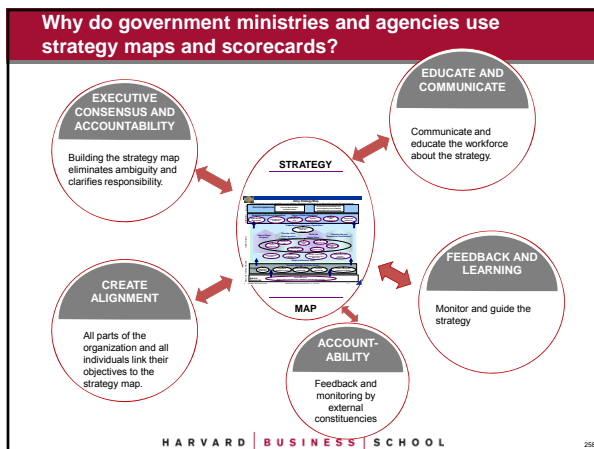 Why do government ministries and agencies use
strategy maps and scorecards?
EXECUTIVE
CONSENSUS AND
ACCOUNTABILITY
Building the strategy map
eliminates ambiguity and
clarifies responsibility.
EDUCATE AND
COMMUNICATE
Communicate and
educate the workforce
about the strategy.
STRATEGY
MAP
CREATE
ALIGNMENT
All parts of the
organization and all
individuals link their
objectives to the
strategy map.
FEEDBACK AND
LEARNING
Monitor and guide the
strategy
ACCOUNT-
ABILITY
Feedback and
monitoring by
external
constituencies
HARVARD BUSINESS SCHOOL